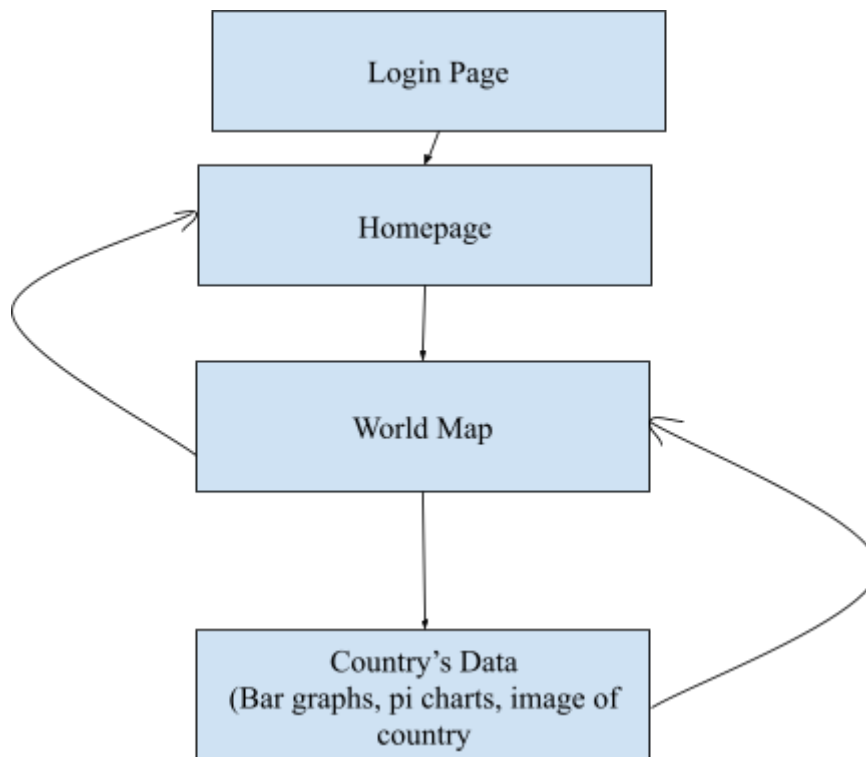 Login Page
Homepage
World Map
Country’s Data
(Bar graphs, pi charts, image of
country